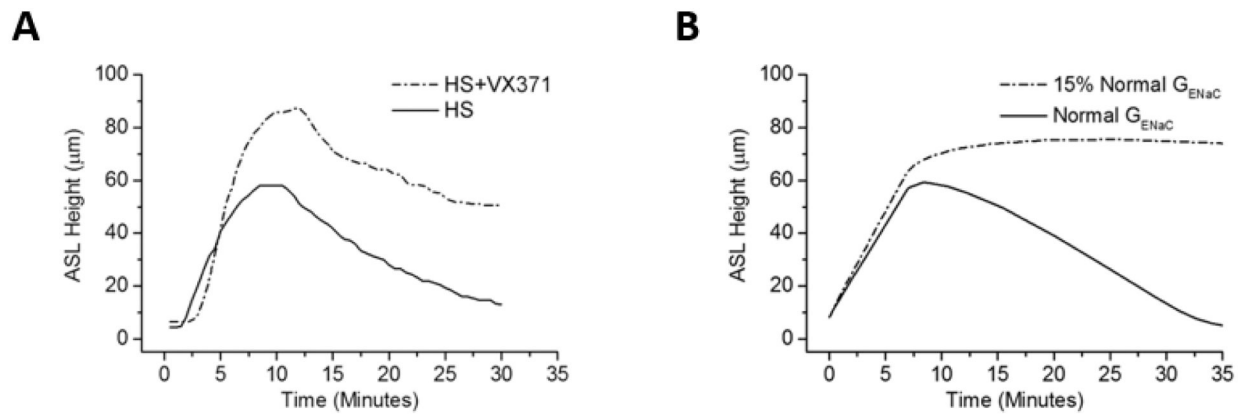 A
B
HS+VX371
HS
15% Normal G_ENaC
Normal G_ENaC
100
80
60
40
20
0
ASL Height (μm)
0 5 10 15 20 25 30 35
Time (Minutes)
100
80
60
40
20
0
ASL Height (μm)
0 5 10 15 20 25 30 35
Time (Minutes)